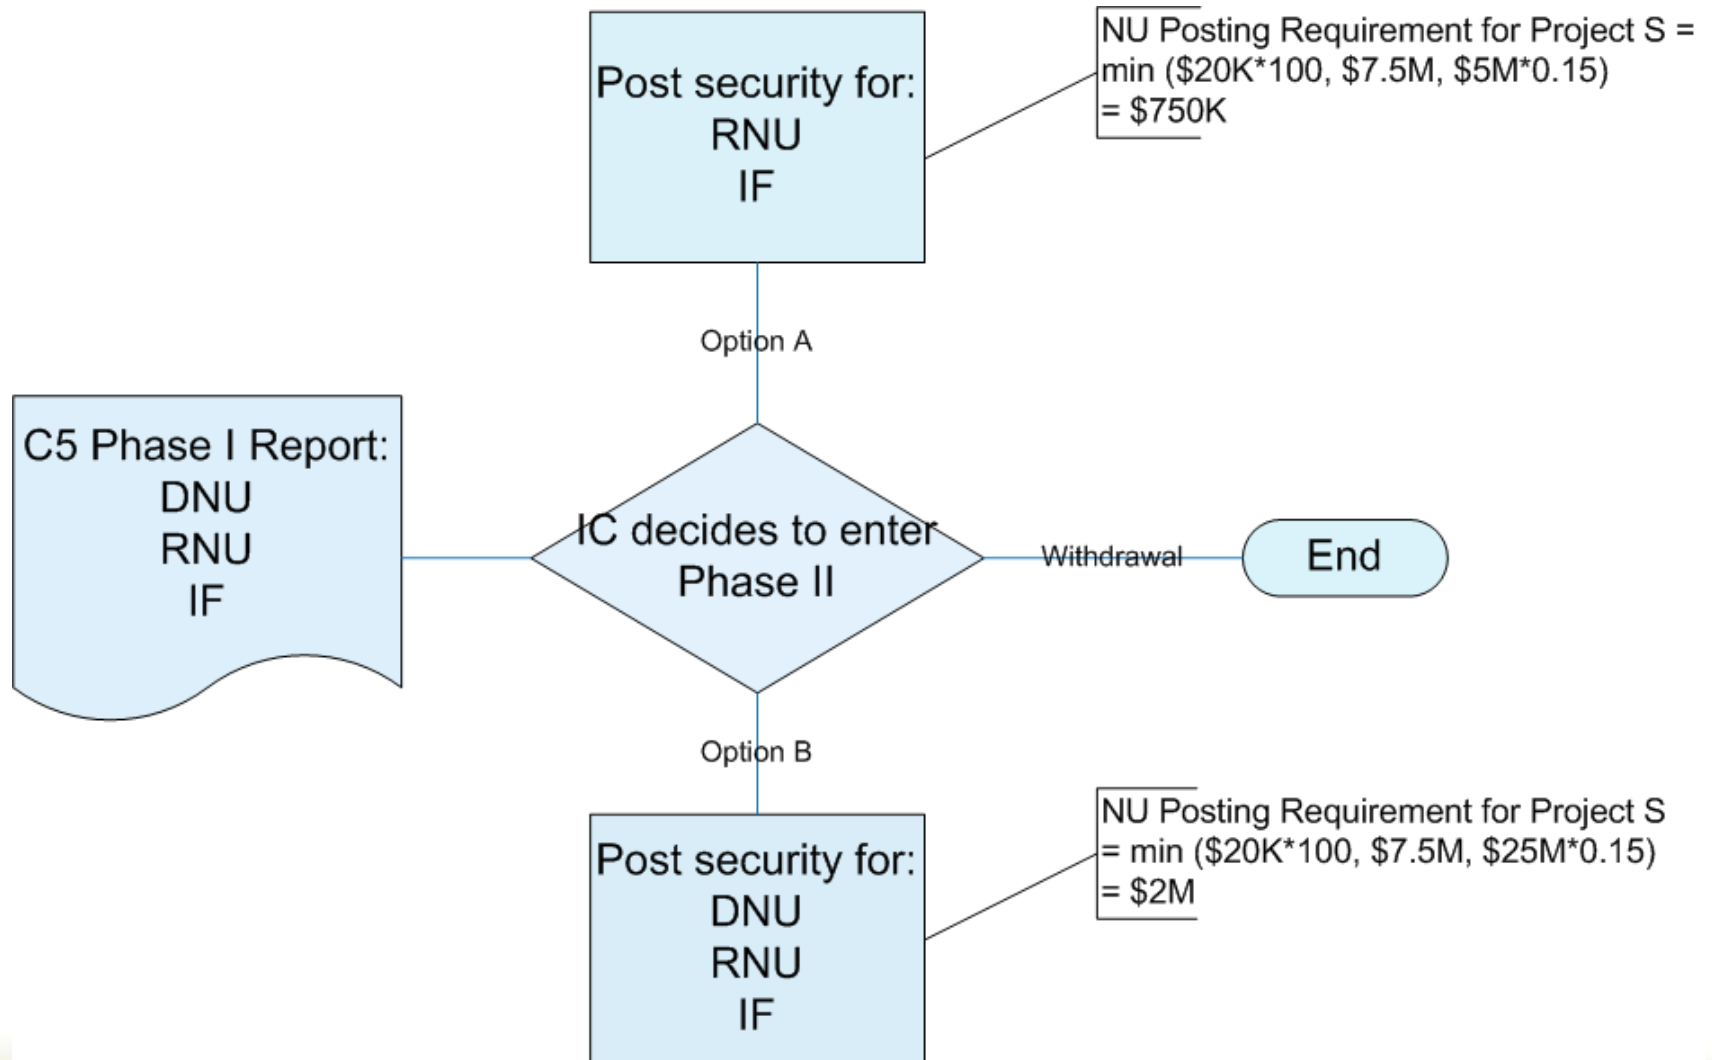 Post security for:
RNU
IF
NU Posting Requirement for Project S =
min ($20K*100, $7.5M, $5M*0.15)
= $750K
Option A
C5 Phase I Report:
DNU
RNU
IF
IC decides to enter
Phase II
Withdrawal
End
Option B
Post security for:
DNU
RNU
IF
NU Posting Requirement for Project S
= min ($20K*100, $7.5M, $25M*0.15)
= $2M